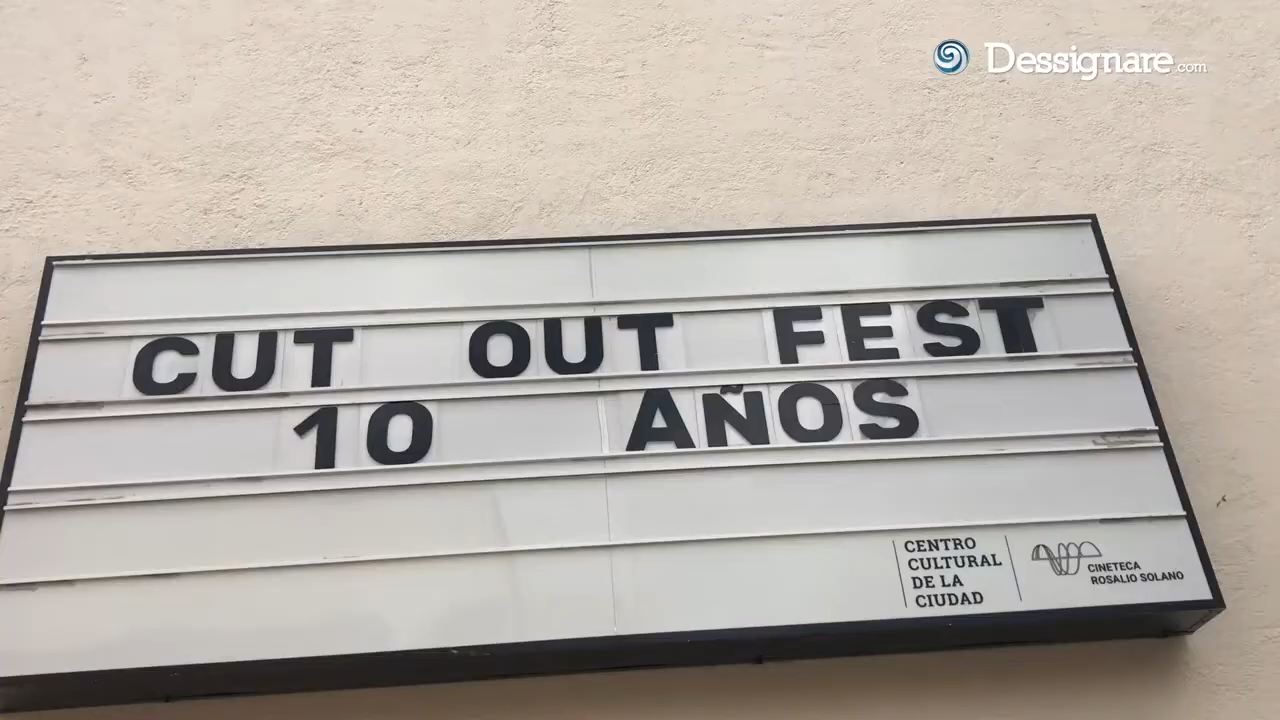 Dessignare.com
CUT OUT FEST
10 AÑOS
CENTRO
CULTURAL
DE LA
CIUDAD
CINETECA
ROSALIO SOLANO